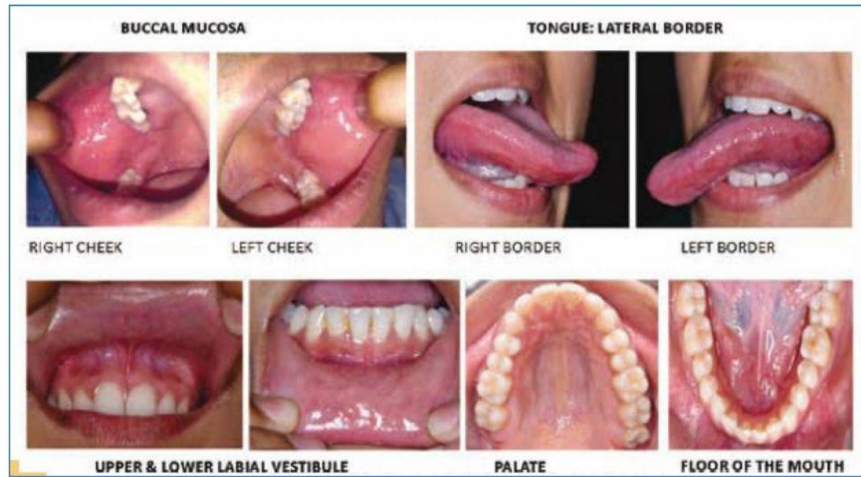 BUCCAL MUCOSA
TONGUE: LATERAL BORDER
RIGHT CHEEK
LEFT CHEEK
RIGHT BORDER
LEFT BORDER
UPPER & LOWER LABIAL VESTIBULE
PALATE
FLOOR OF THE MOUTH